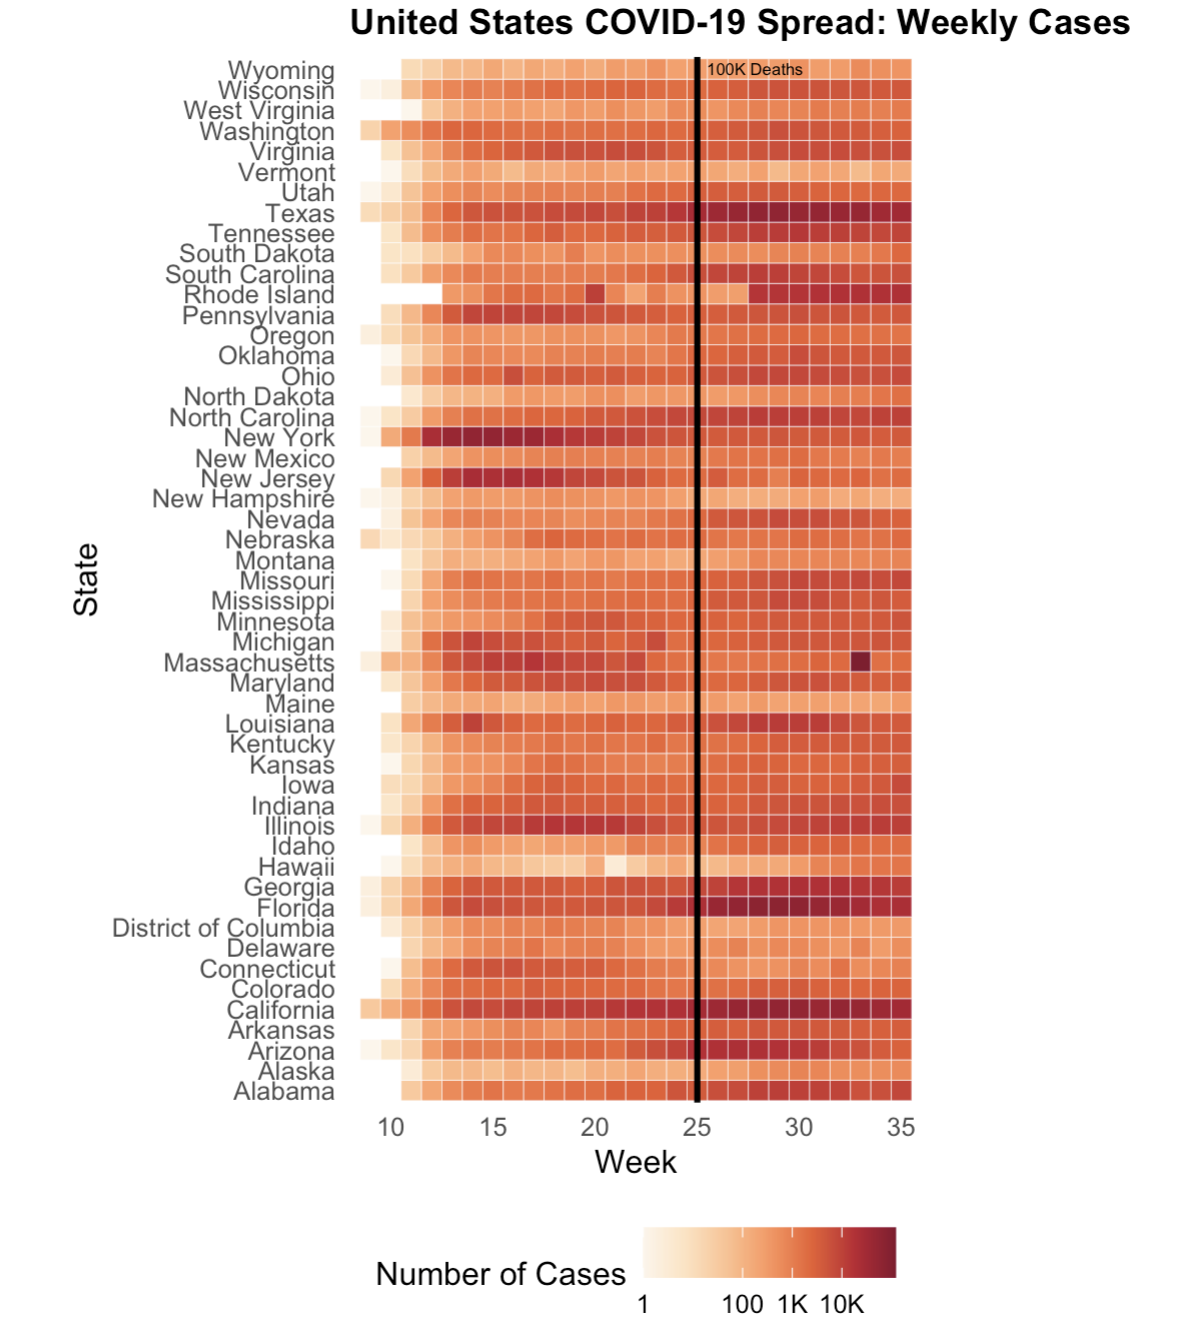 United States COVID-19 Spread: Weekly Cases
100K Deaths
Wyoming
Wisconsin
West Virginia
Washington
Virginia
Vermont
Utah
Texas
Tennessee
South Dakota
South Carolina
Rhode Island
Pennsylvania
Oregon
Oklahoma
Ohio
North Dakota
North Carolina
New York
New Mexico
New Jersey
New Hampshire
Nevada
Nebraska
Montana
Missouri
Mississippi
Minnesota
Michigan
Massachusetts
Maryland
Maine
Louisiana
Kentucky
Kansas
Iowa
Indiana
Illinois
Idaho
Hawaii
Georgia
Florida
District of Columbia
Delaware
Connecticut
Colorado
California
Arkansas
Arizona
Alaska
Alabama
State
10 15 20 25 30 35
Week
Number of Cases
1 100 1K 10K